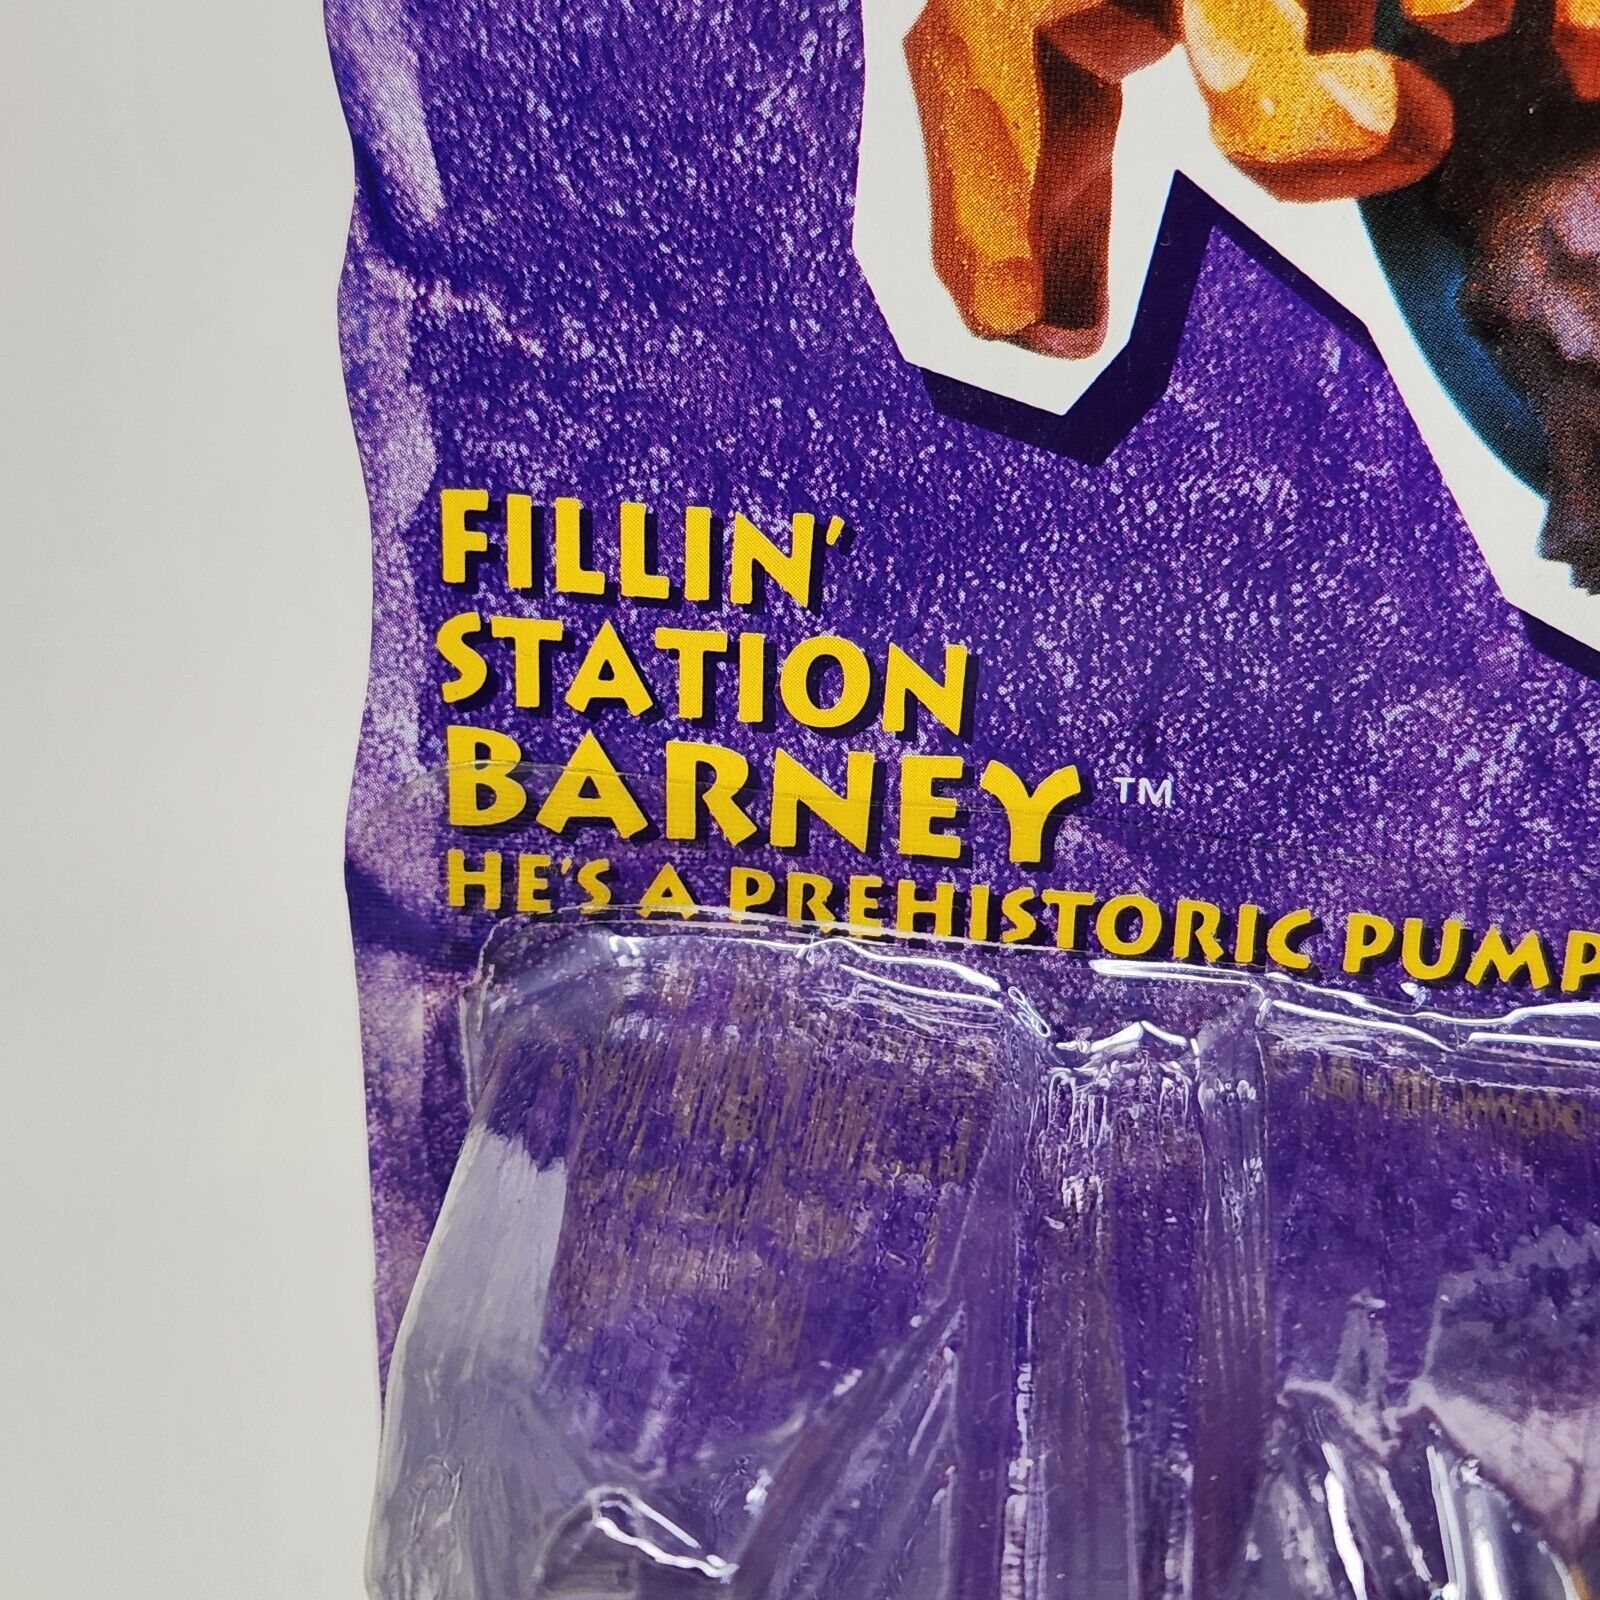 FILLIN'
STATION
BARNEY™
HE'S A PREHISTORIC PUMP